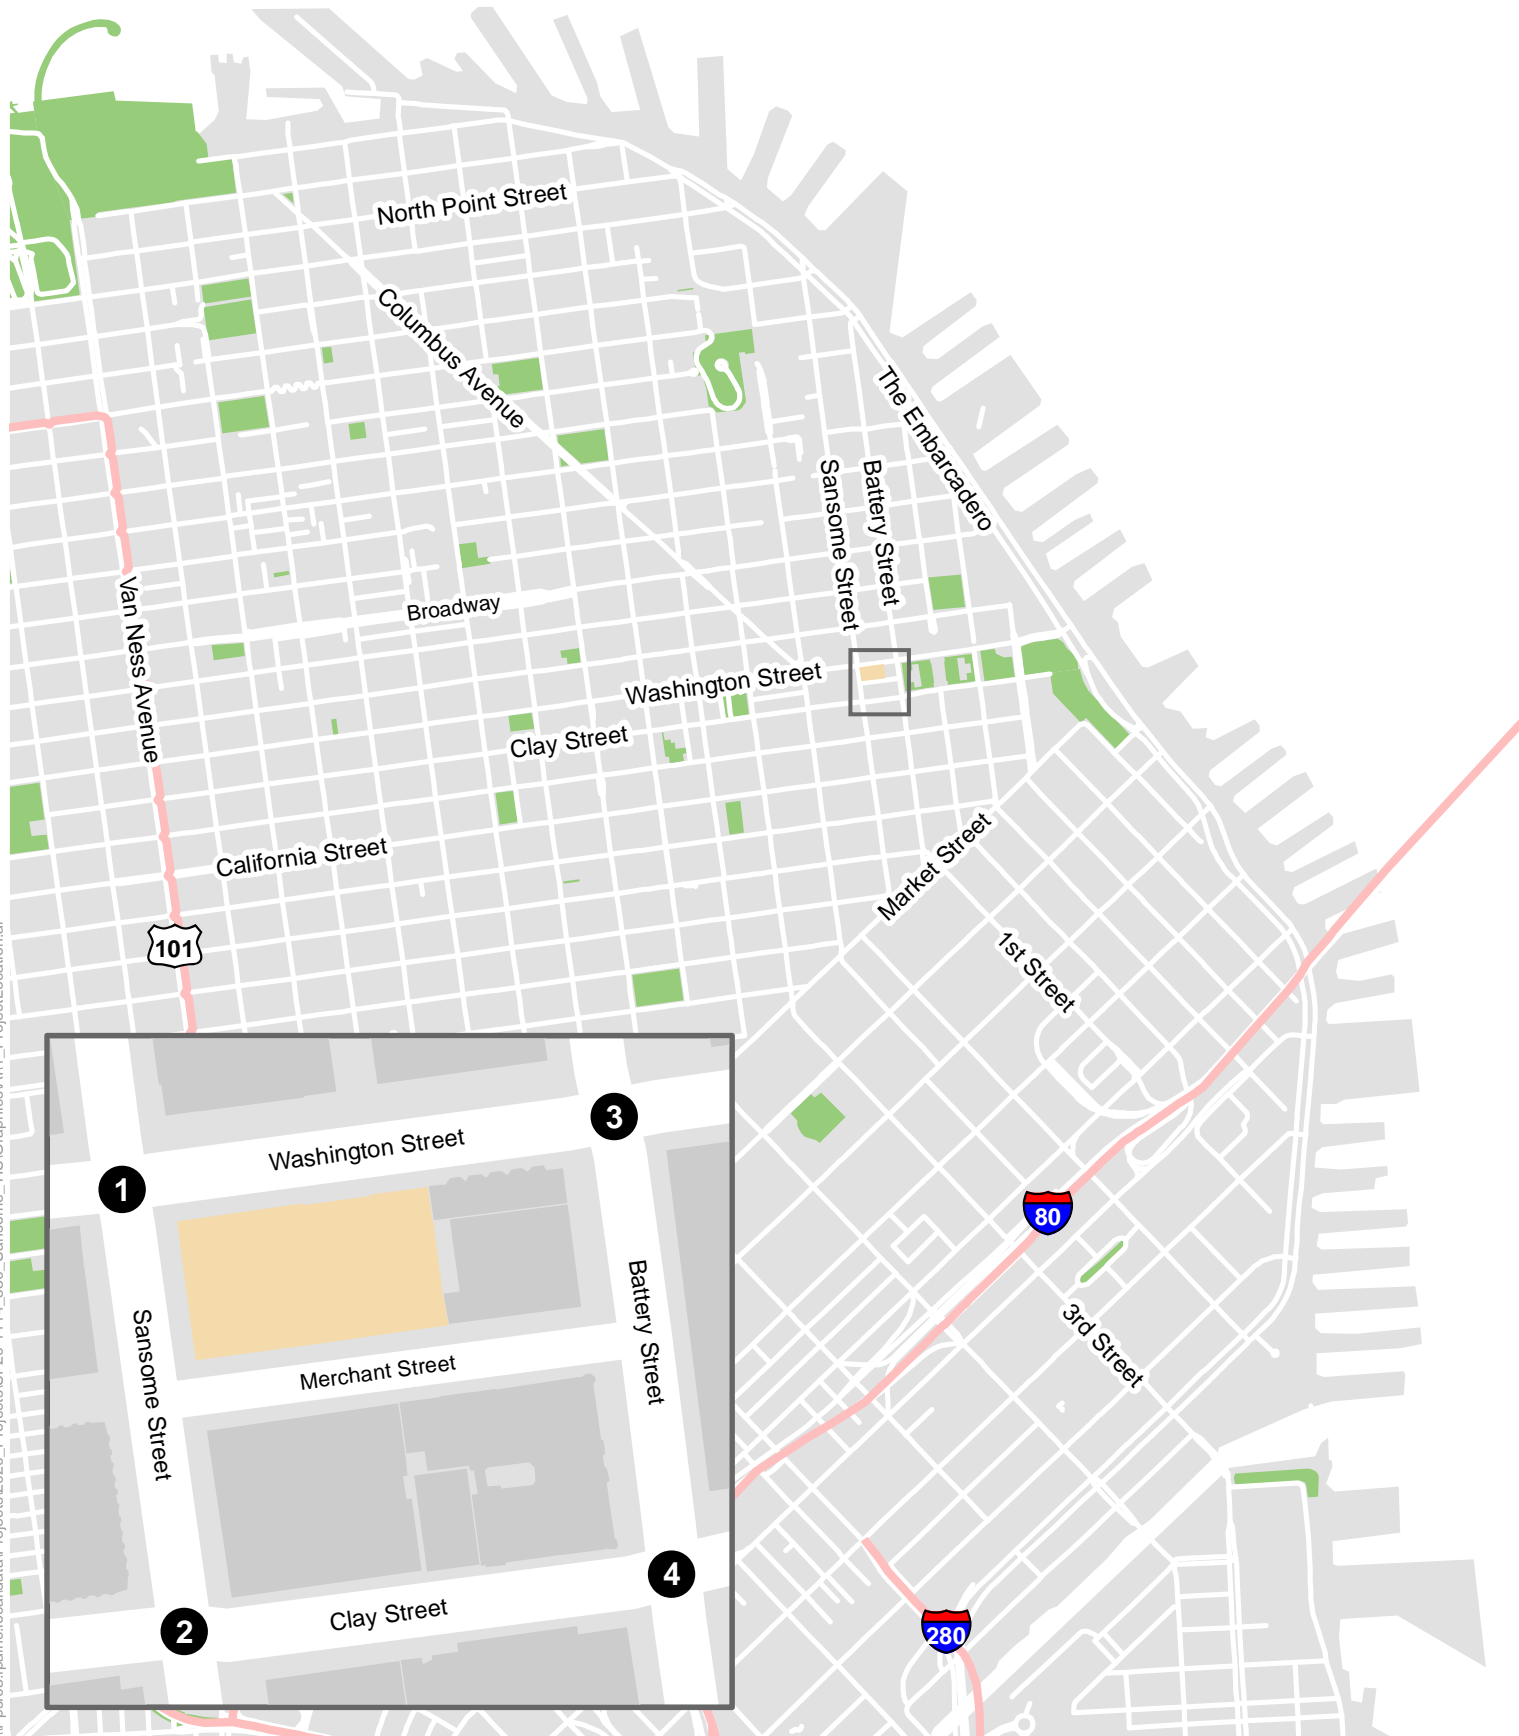 North Point Street
Columbus Avenue
The Embarcadero
Sansome Street
Battery Street
Van Ness Avenue
Broadway
Washington Street
Clay Street
California Street
Market Street
101
1st Street
80
3rd Street
280
1
3
Washington Street
Sansome Street
Battery Street
Merchant Street
2
4
Clay Street